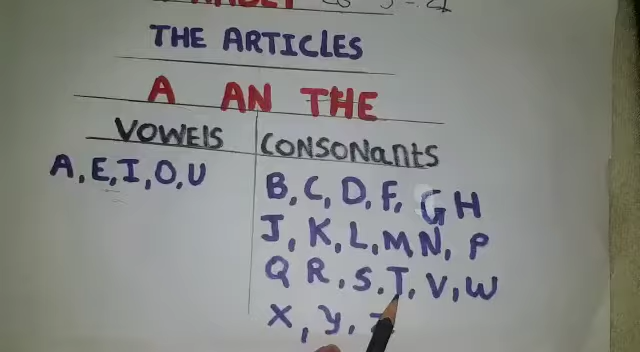 THE ARTICLES
A AN THE
VOWELS CONSONANTS
A, E, I, O, U B, C, D, F, G H
J, K, L, M N, P
Q R, S, T, V, W
X, Y,